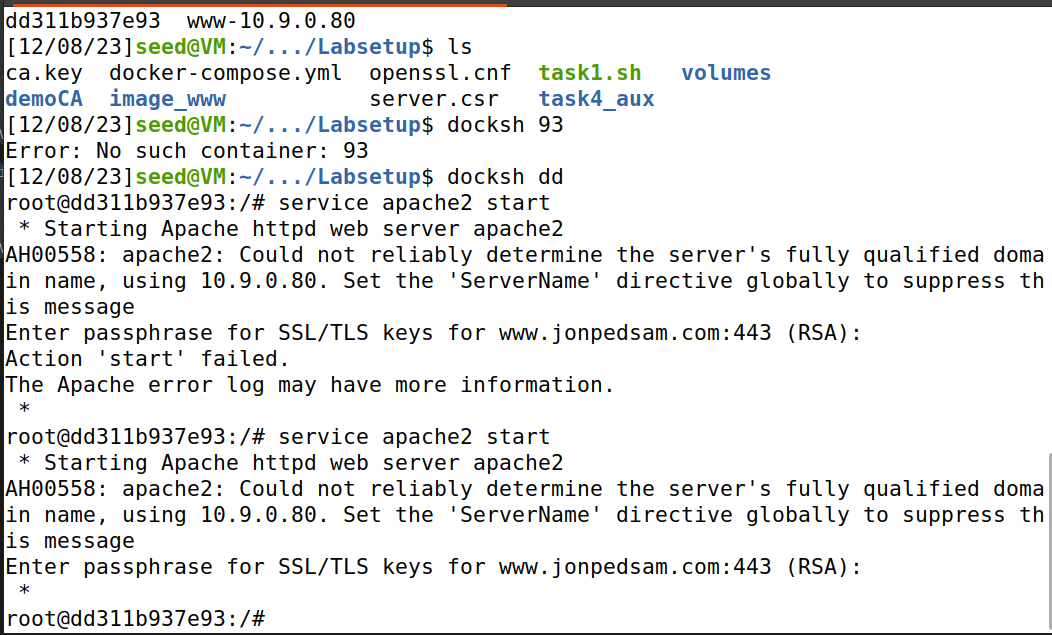 dd311b937e93  www-10.9.0.80
[12/08/23]seed@VM:~/.../Labsetup$ ls
ca.key  docker-compose.yml  openssl.cnf  task1.sh   volumes
demoCA  image_www           server.csr   task4_aux
[12/08/23]seed@VM:~/.../Labsetup$ docksh 93
Error: No such container: 93
[12/08/23]seed@VM:~/.../Labsetup$ docksh dd
root@dd311b937e93:/# service apache2 start
 * Starting Apache httpd web server apache2
AH00558: apache2: Could not reliably determine the server's fully qualified doma
in name, using 10.9.0.80. Set the 'ServerName' directive globally to suppress th
is message
Enter passphrase for SSL/TLS keys for www.jonpedsam.com:443 (RSA):
Action 'start' failed.
The Apache error log may have more information.
 *
root@dd311b937e93:/# service apache2 start
 * Starting Apache httpd web server apache2
AH00558: apache2: Could not reliably determine the server's fully qualified doma
in name, using 10.9.0.80. Set the 'ServerName' directive globally to suppress th
is message
Enter passphrase for SSL/TLS keys for www.jonpedsam.com:443 (RSA):
 *
root@dd311b937e93:/#